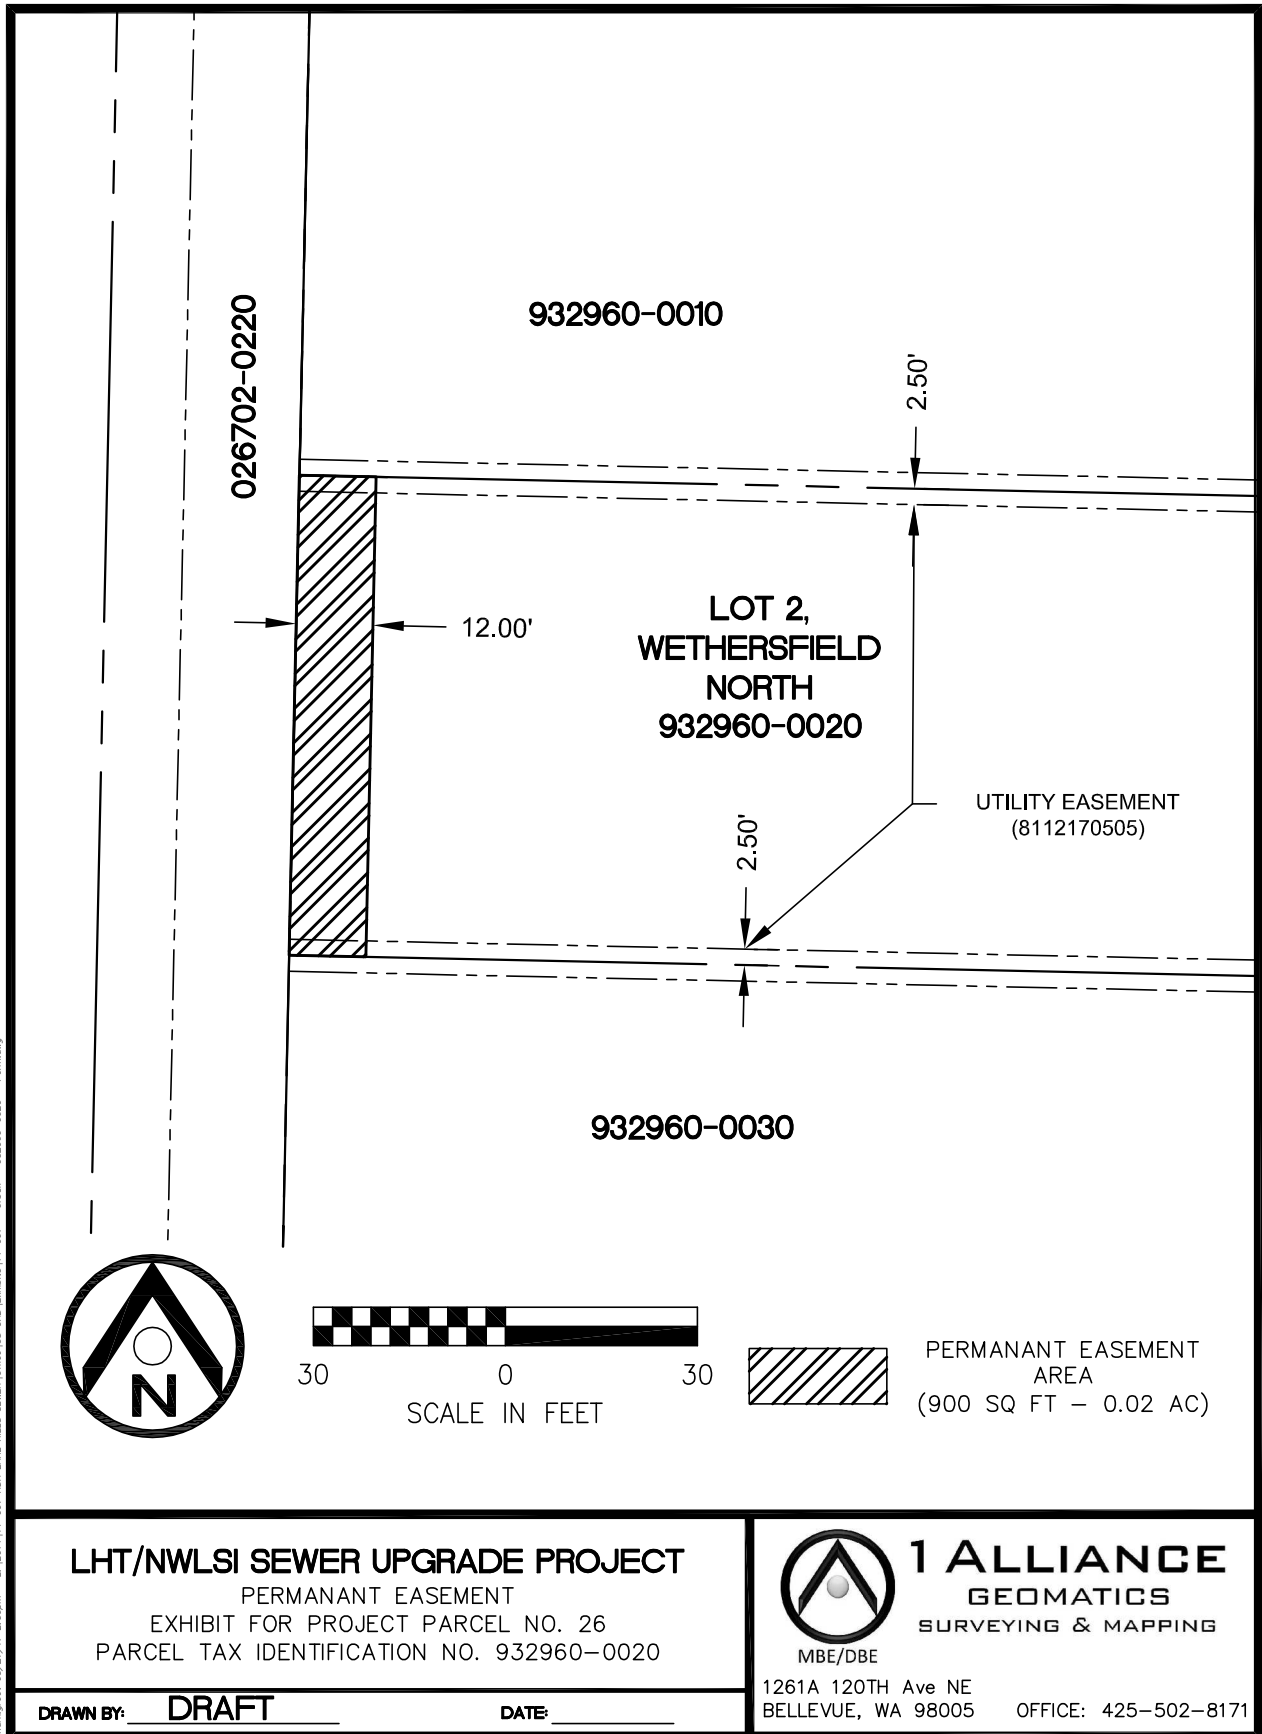 026702-0220
932960-0010
2.50'
12.00'
LOT 2,
WETHERSFIELD
NORTH
932960-0020
UTILITY EASEMENT
(8112170505)
2.50'
932960-0030
N
30 0 30
SCALE IN FEET
PERMANANT EASEMENT
AREA
(900 SQ FT – 0.02 AC)
LHT/NWLSI SEWER UPGRADE PROJECT
PERMANANT EASEMENT
EXHIBIT FOR PROJECT PARCEL NO. 26
PARCEL TAX IDENTIFICATION NO. 932960–0020
DRAWN BY: DRAFT DATE:
1 ALLIANCE
GEOMATICS
SURVEYING & MAPPING
MBE/DBE
1261A 120TH Ave NE
BELLEVUE, WA 98005 OFFICE: 425–502–8171